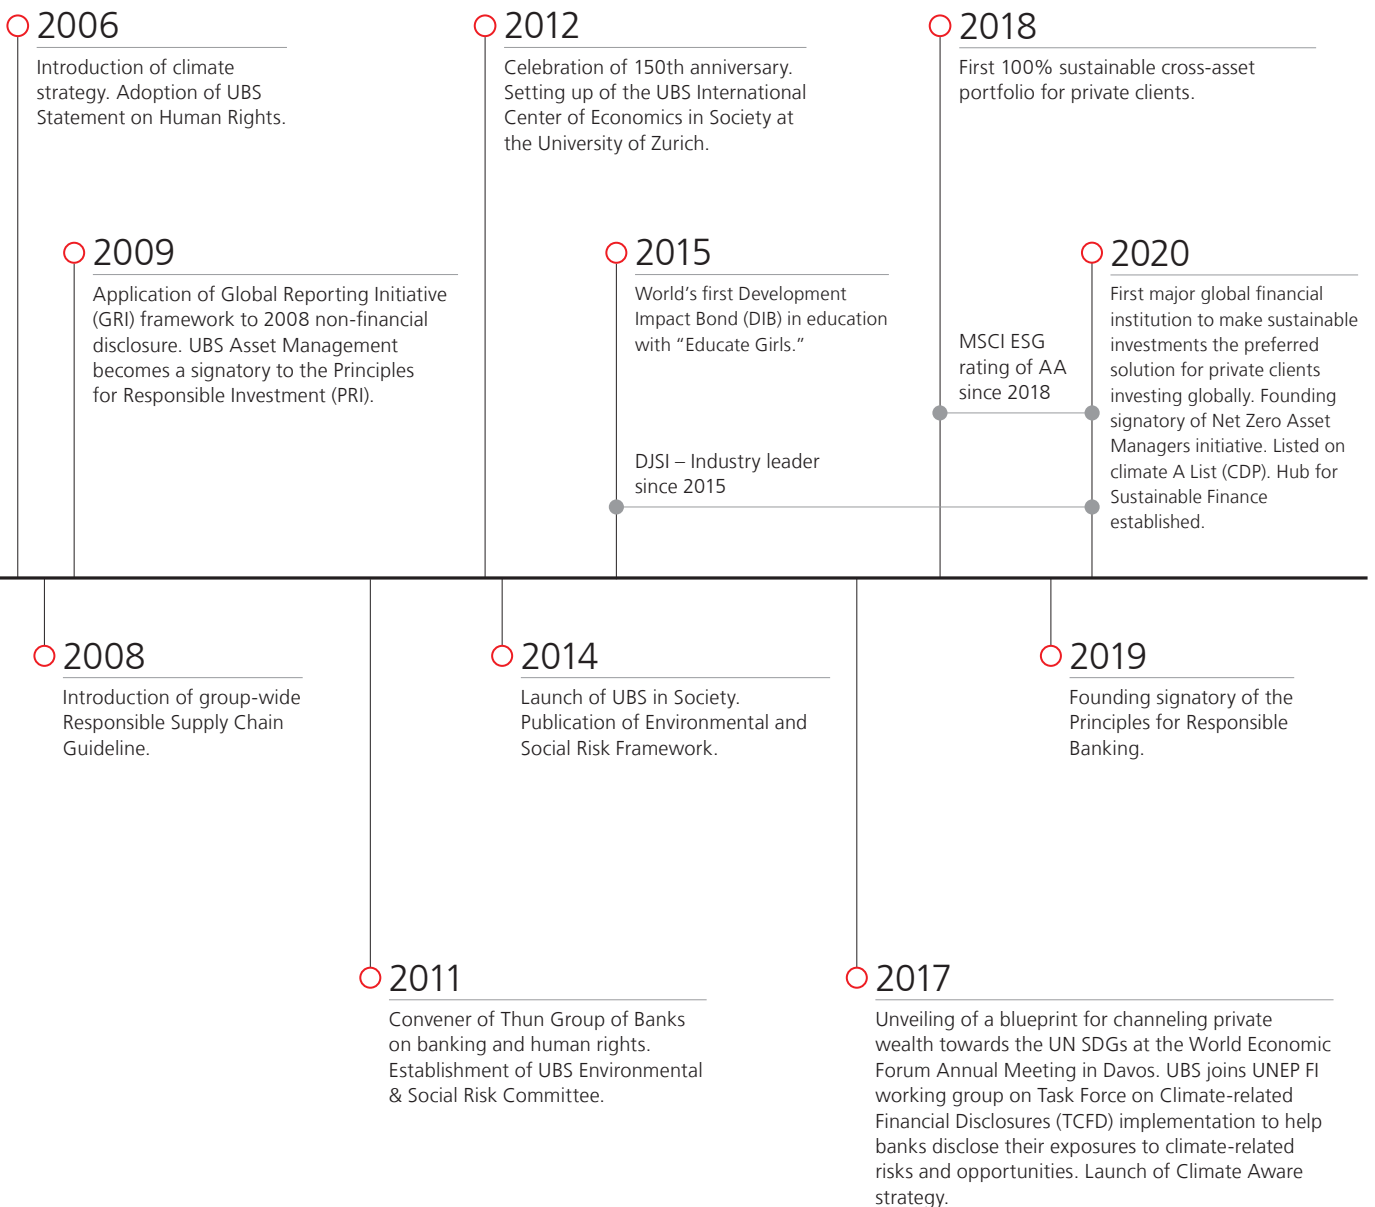 2006
Introduction of climate
strategy. Adoption of UBS
Statement on Human Rights.
2012
Celebration of 150th anniversary.
Setting up of the UBS International
Center of Economics in Society at
the University of Zurich.
2018
First 100% sustainable cross-asset
portfolio for private clients.
2009
Application of Global Reporting Initiative
(GRI) framework to 2008 non-financial
disclosure. UBS Asset Management
becomes a signatory to the Principles
for Responsible Investment (PRI).
2015
World’s first Development
Impact Bond (DIB) in education
with “Educate Girls.”
DJSI – Industry leader
since 2015
MSCI ESG
rating of AA
since 2018
2020
First major global financial
institution to make sustainable
investments the preferred
solution for private clients
investing globally. Founding
signatory of Net Zero Asset
Managers initiative. Listed on
climate A List (CDP). Hub for
Sustainable Finance
established.
2008
Introduction of group-wide
Responsible Supply Chain
Guideline.
2014
Launch of UBS in Society.
Publication of Environmental and
Social Risk Framework.
2019
Founding signatory of the
Principles for Responsible
Banking.
2011
Convener of Thun Group of Banks
on banking and human rights.
Establishment of UBS Environmental
& Social Risk Committee.
2017
Unveiling of a blueprint for channeling private
wealth towards the UN SDGs at the World Economic
Forum Annual Meeting in Davos. UBS joins UNEP FI
working group on Task Force on Climate-related
Financial Disclosures (TCFD) implementation to help
banks disclose their exposures to climate-related
risks and opportunities. Launch of Climate Aware
strategy.